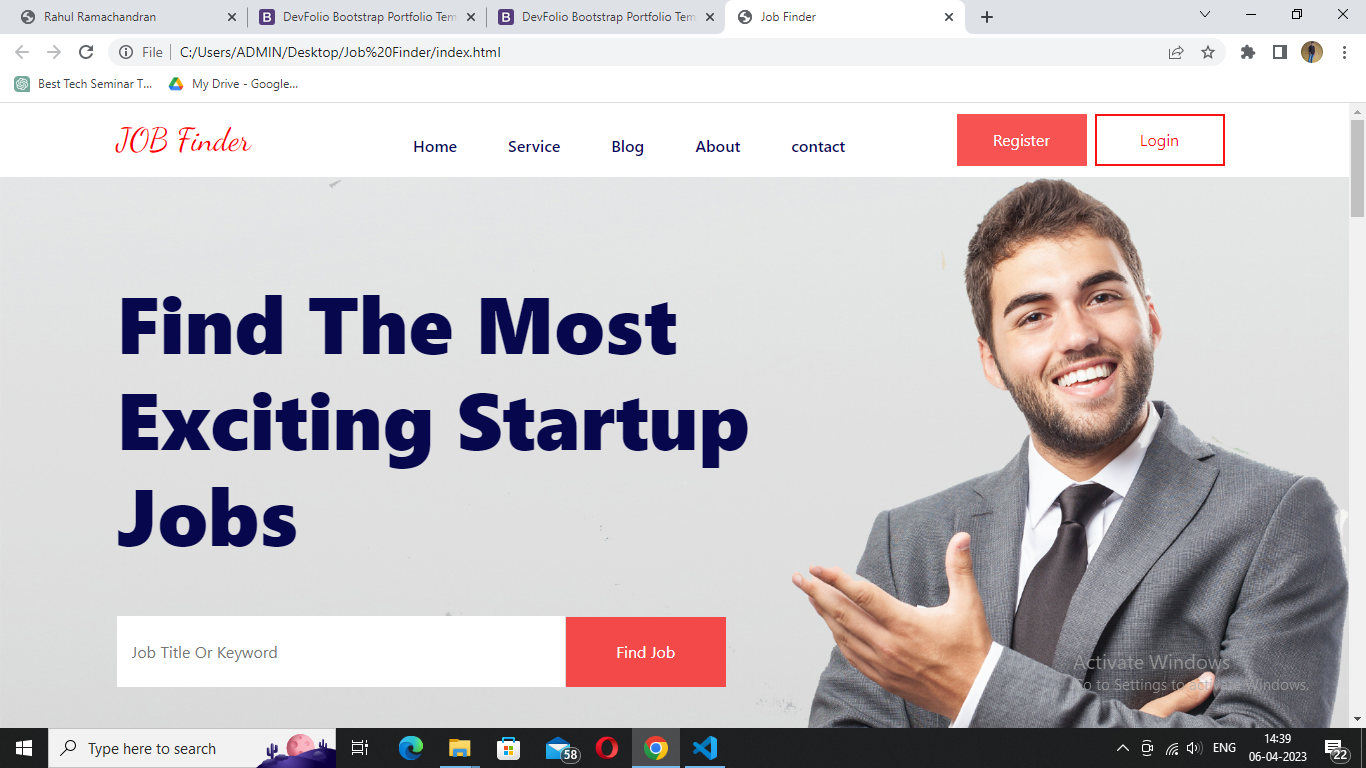 Rahul Ramachandran
DevFolio Bootstrap Portfolio Tem
DevFolio Bootstrap Portfolio Tem
Job Finder
File
C:/Users/ADMIN/Desktop/Job%20Finder/index.html
Best Tech Seminar T...
My Drive - Google...
JOB Finder
Home
Service
Blog
About
contact
Register
Login
Find The Most
Exciting Startup
Jobs
Job Title Or Keyword
Find Job
Activate Windows
Go to Settings to activate Windows.
Type here to search
58
ENG
14:39
06-04-2023
22